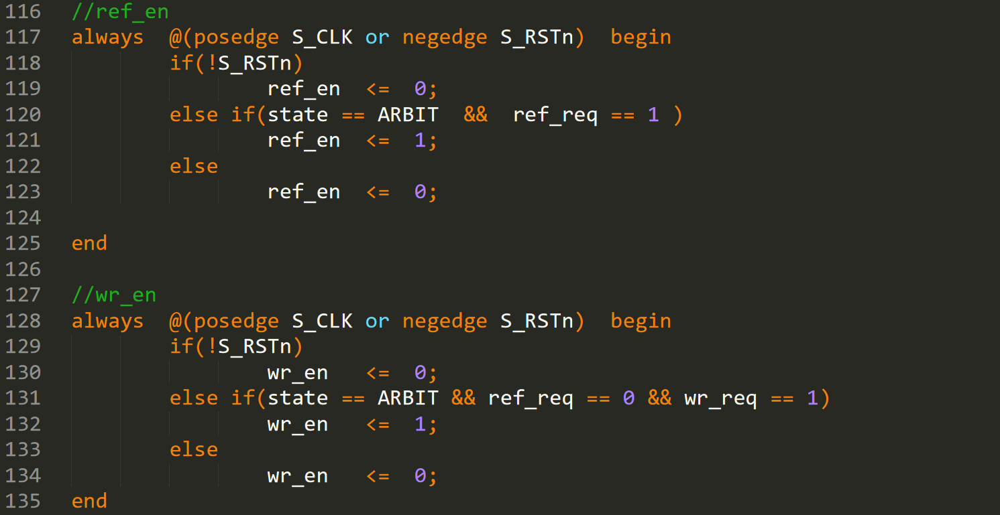 116 //ref_en
117 always @(posedge S_CLK or negedge S_RSTn) begin
118 if(!S_RSTn)
119 ref_en <= 0;
120 else if(state == ARBIT && ref_req == 1 )
121 ref_en <= 1;
122 else
123 ref_en <= 0;
124
125 end
126
127 //wr_en
128 always @(posedge S_CLK or negedge S_RSTn) begin
129 if(!S_RSTn)
130 wr_en <= 0;
131 else if(state == ARBIT && ref_req == 0 && wr_req == 1)
132 wr_en <= 1;
133 else
134 wr_en <= 0;
135 end